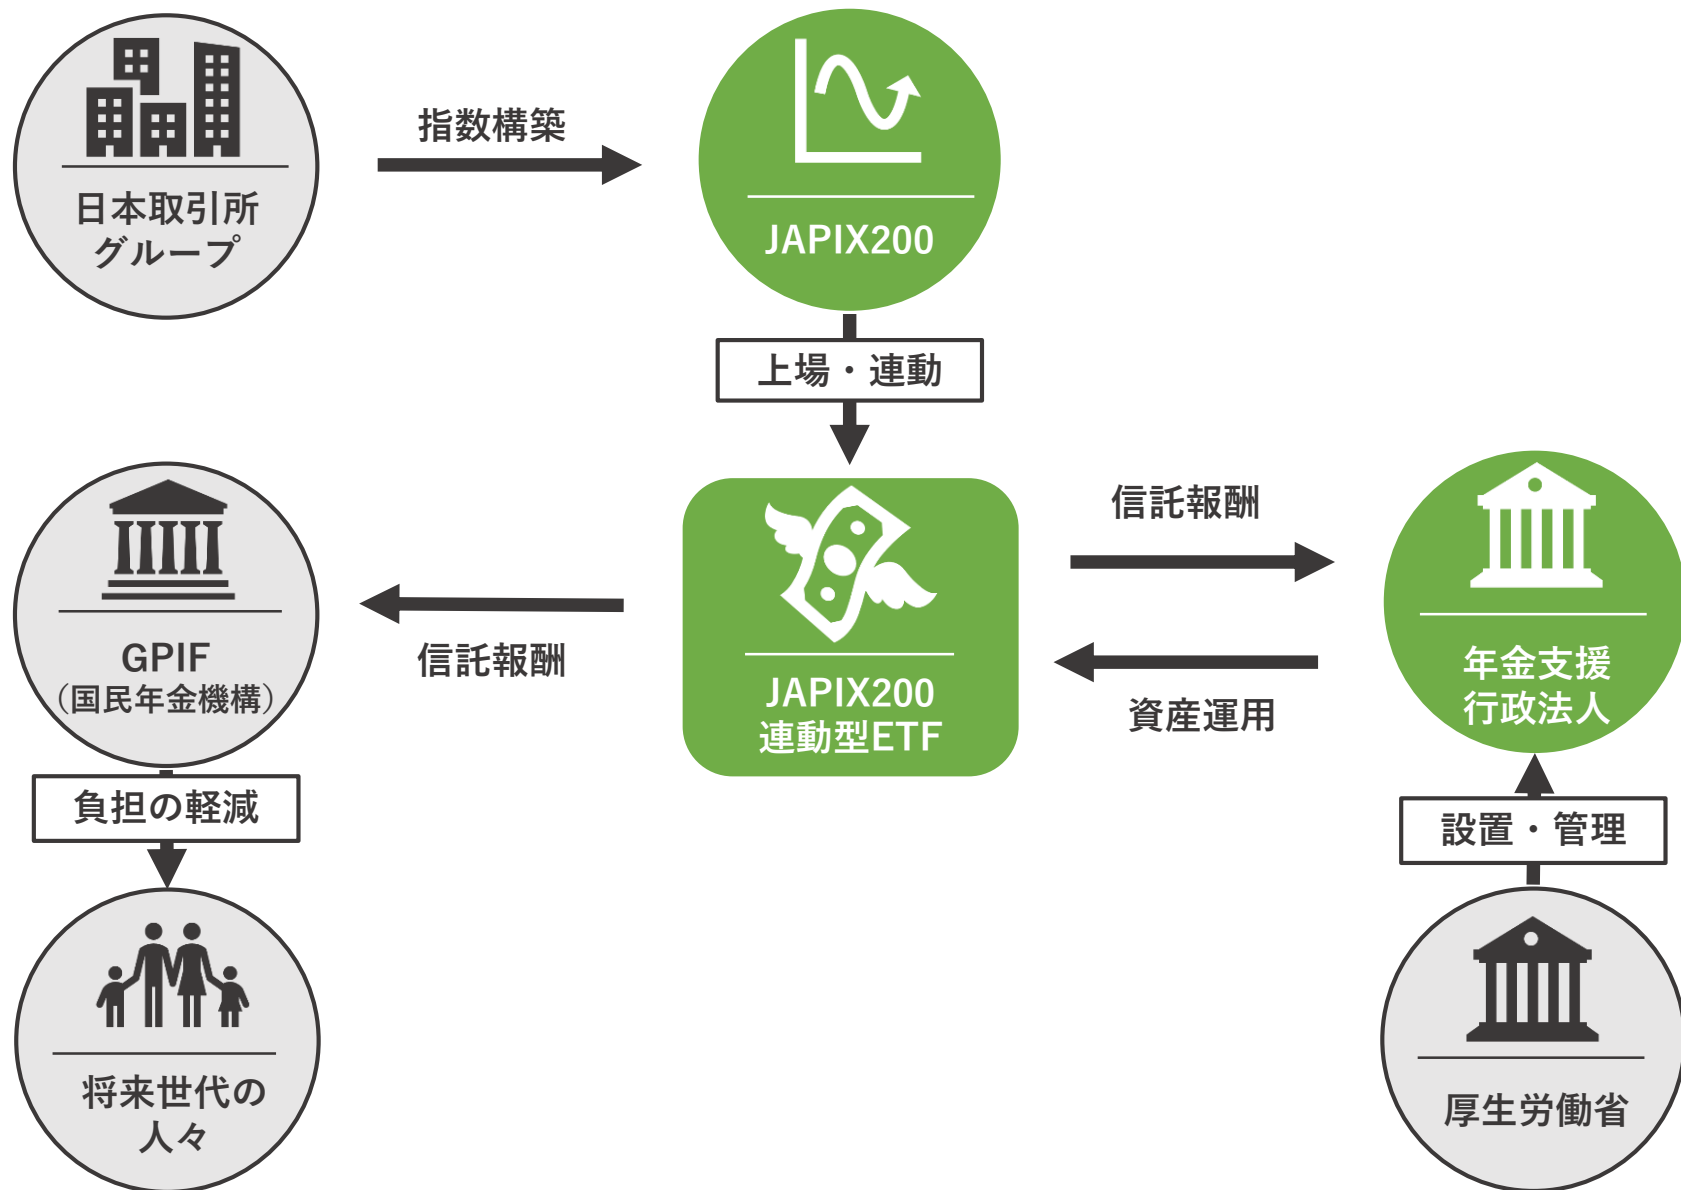 日本取引所
グループ
指数構築
JAPIX200
上場・連動
GPIF
（国民年金機構）
信託報酬
JAPIX200
連動型ETF
信託報酬
資産運用
年金支援
行政法人
負担の軽減
設置・管理
将来世代の
人々
厚生労働省